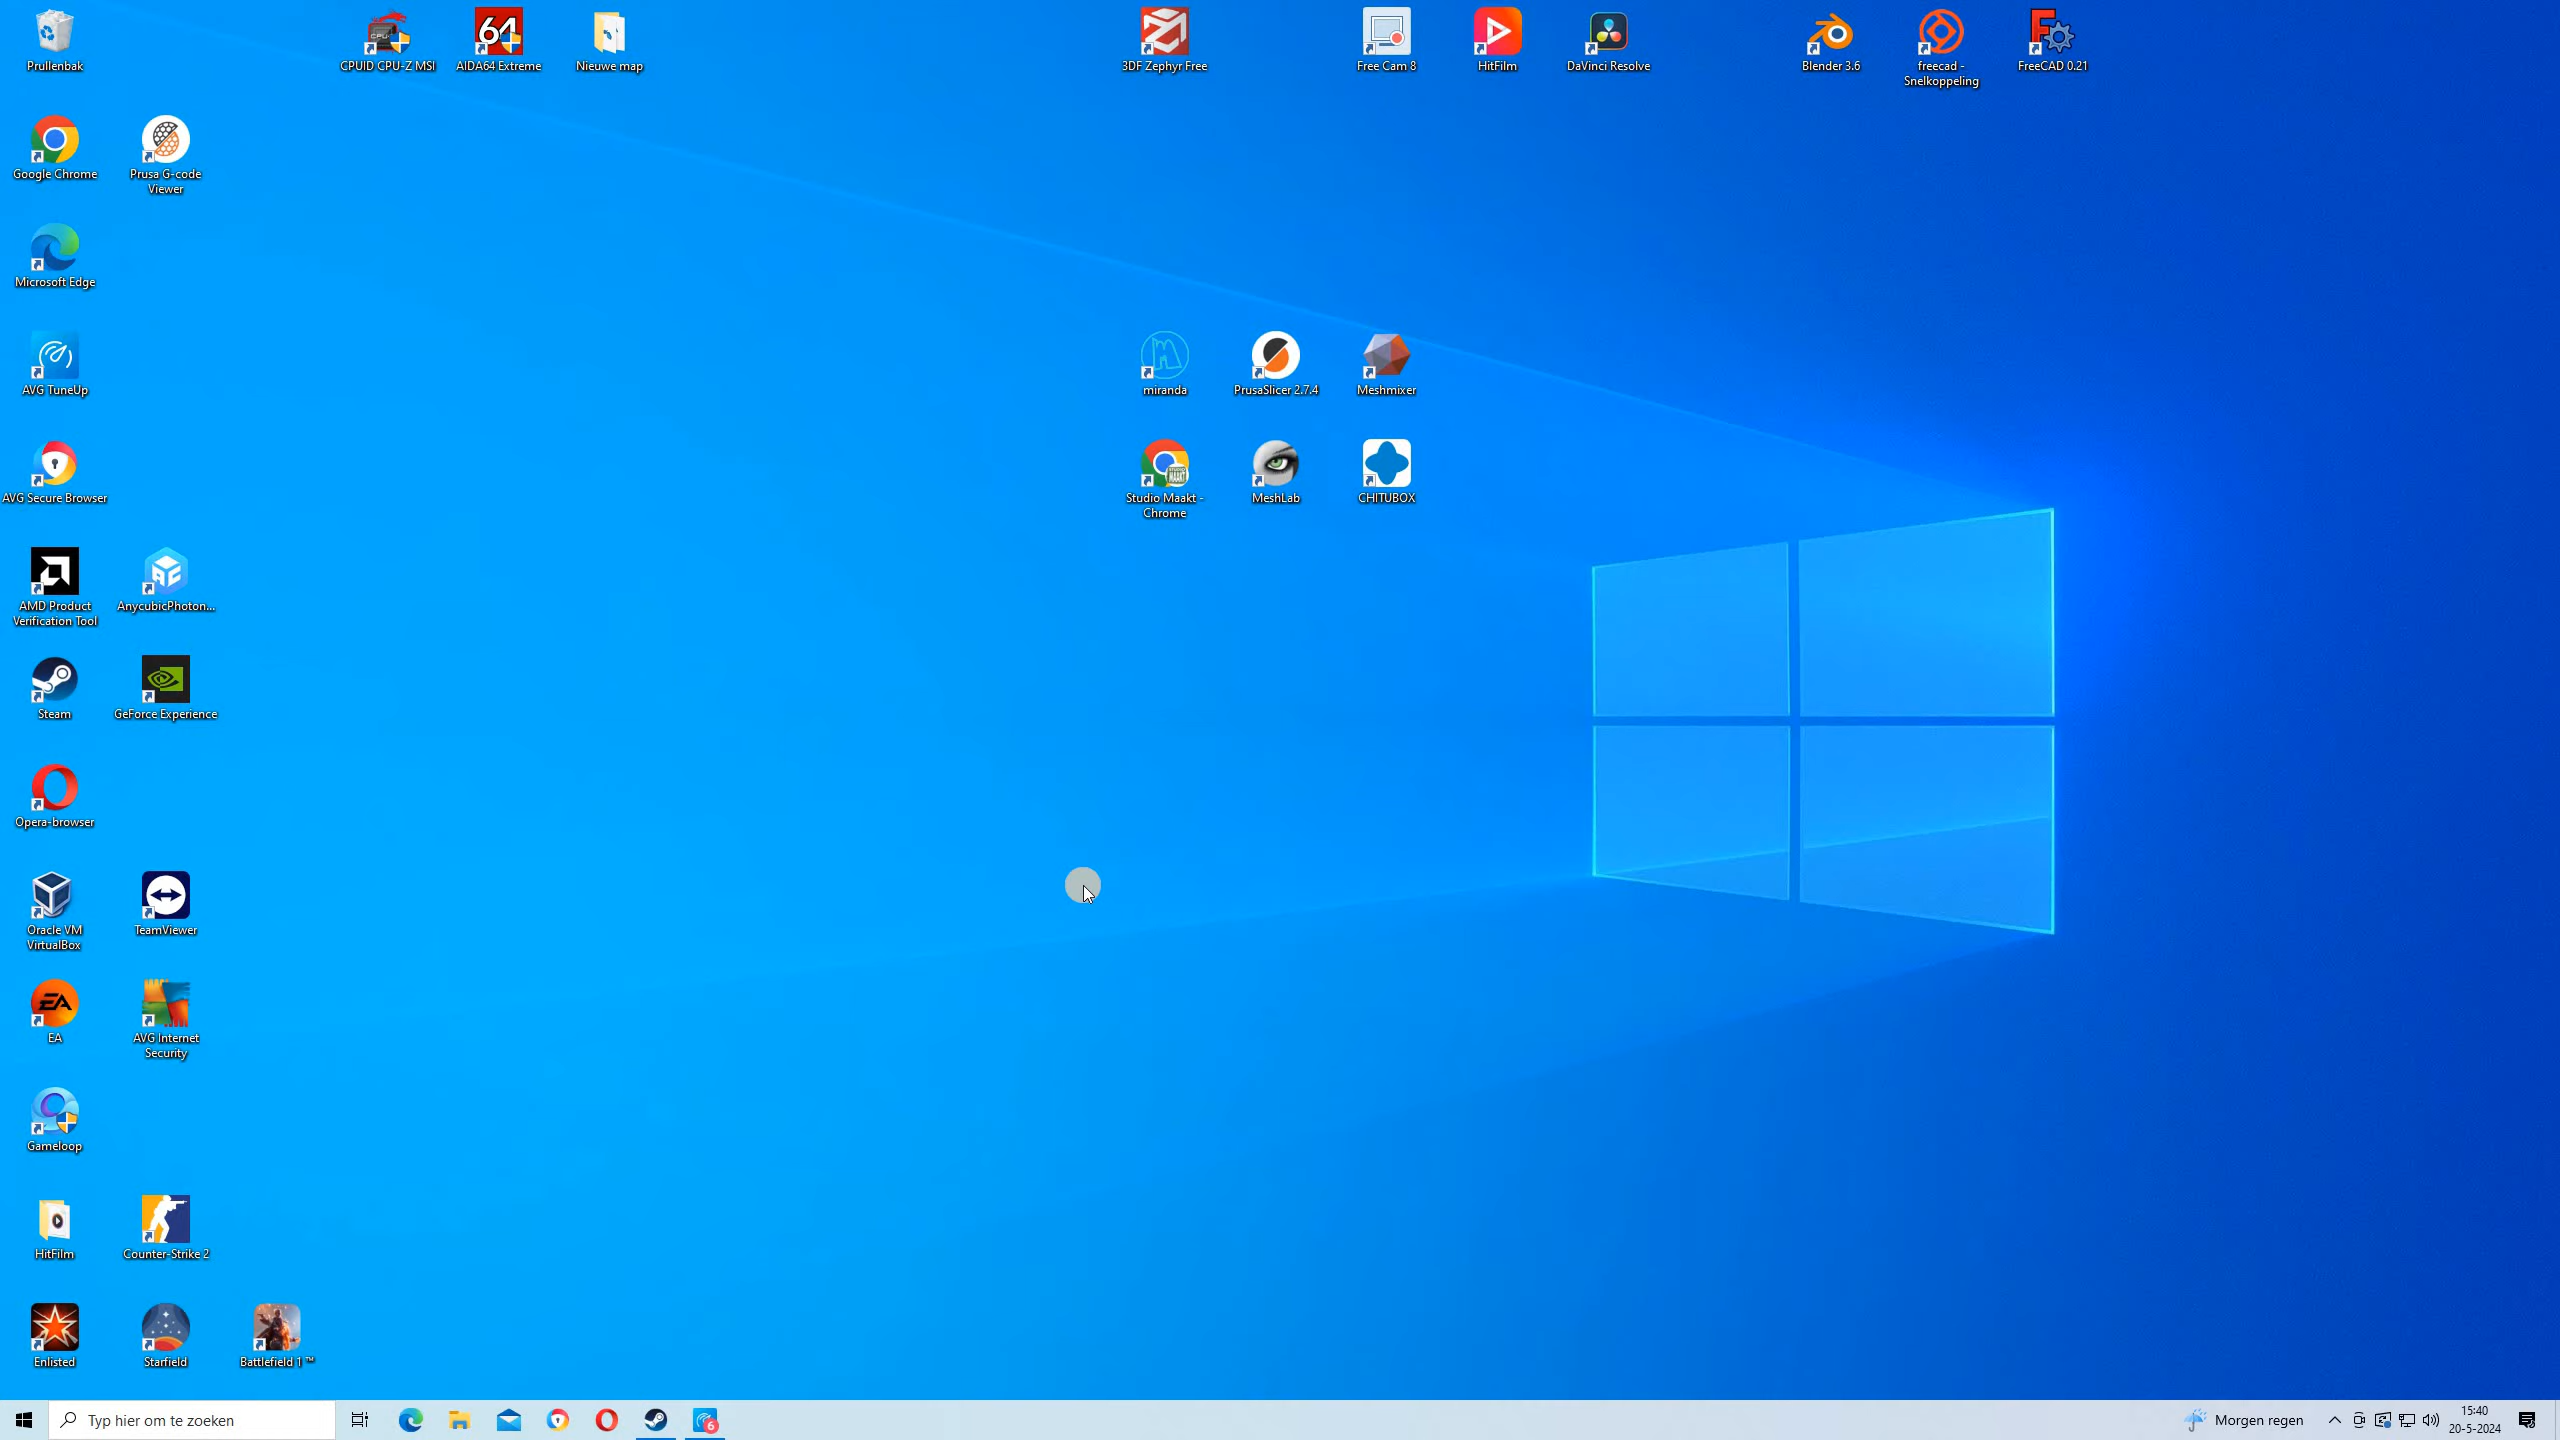 Prullenbak
CPUID CPU-Z MSI
AIDA64 Extreme
Nieuwe map
3DF Zephyr Free
Free Cam 8
HitFilm
DaVinci Resolve
Blender 3.6
freecad -
Snelkoppeling
FreeCAD 0.21
Google Chrome
Prusa G-code
Viewer
Microsoft Edge
AVG TuneUp
miranda
PrusaSlicer 2.7.4
Meshmixer
AVG Secure Browser
Studio Maakt -
Chrome
MeshLab
CHITUBOX
AMD Product
Verification Tool
AnycubicPhoton...
Steam
GeForce Experience
Opera-browser
Oracle VM
VirtualBox
TeamViewer
EA
AVG Internet
Security
Gameloop
HitFilm
Counter-Strike 2
Enlisted
Starfield
Battlefield 1 ™
Typ hier om te zoeken
6
Morgen regen
15:40
20-5-2024